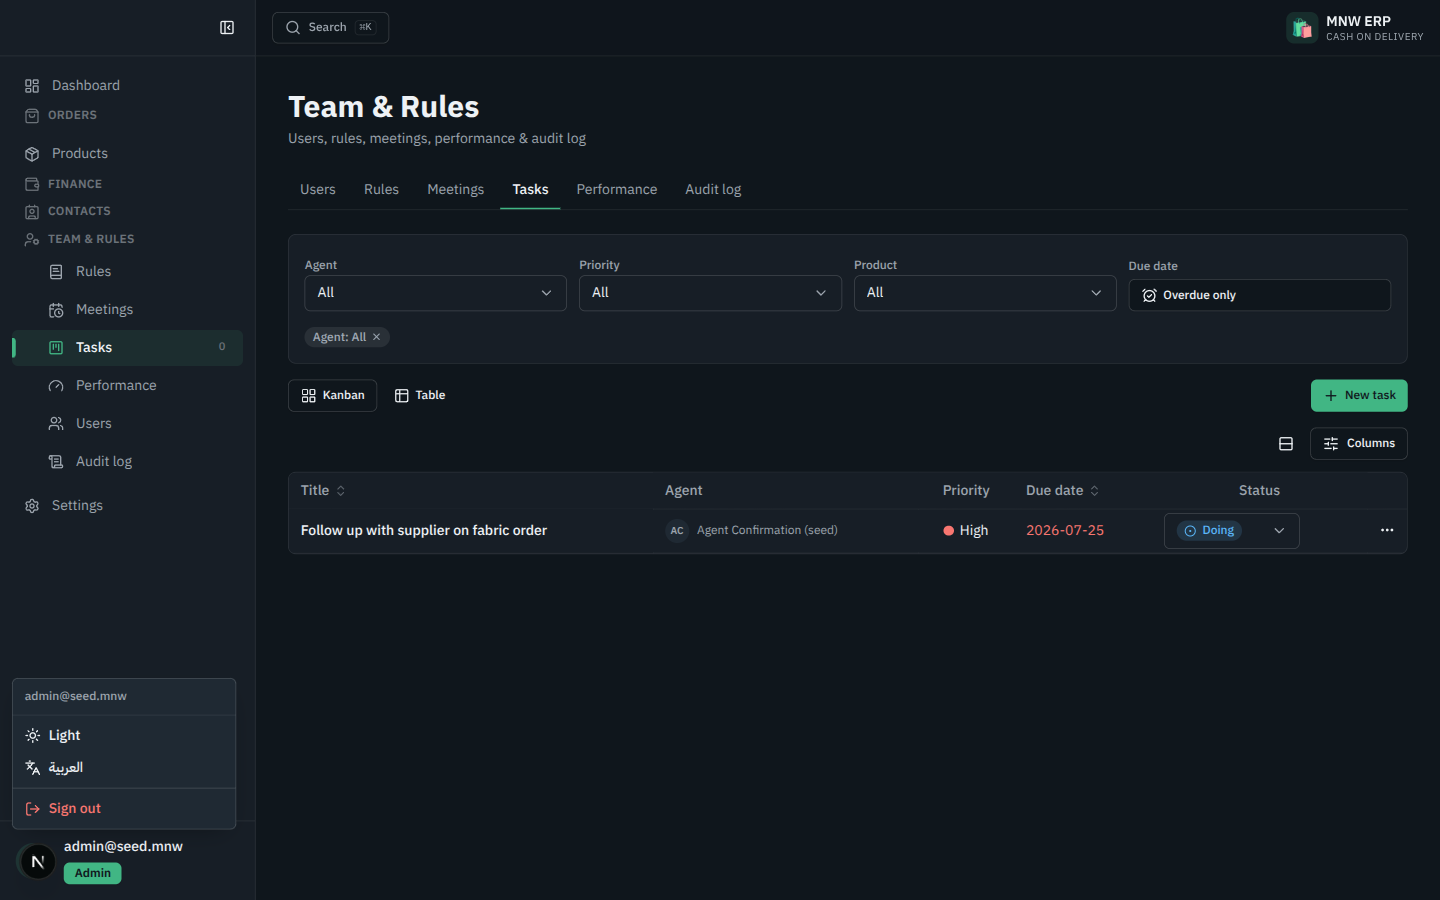 Search ⌘K
MNW ERP
CASH ON DELIVERY
Dashboard
ORDERS
Products
FINANCE
CONTACTS
TEAM & RULES
Rules
Meetings
Tasks 0
Performance
Users
Audit log
Settings
admin@seed.mnw
Light
العربية
Sign out
admin@seed.mnw
N
Admin
Team & Rules
Users, rules, meetings, performance & audit log
Users Rules Meetings Tasks Performance Audit log
Agent Priority Product Due date
All All All Overdue only
Agent: All ×
Kanban Table New task
Columns
Title Agent Priority Due date Status
Follow up with supplier on fabric order AC Agent Confirmation (seed) High 2026-07-25 Doing